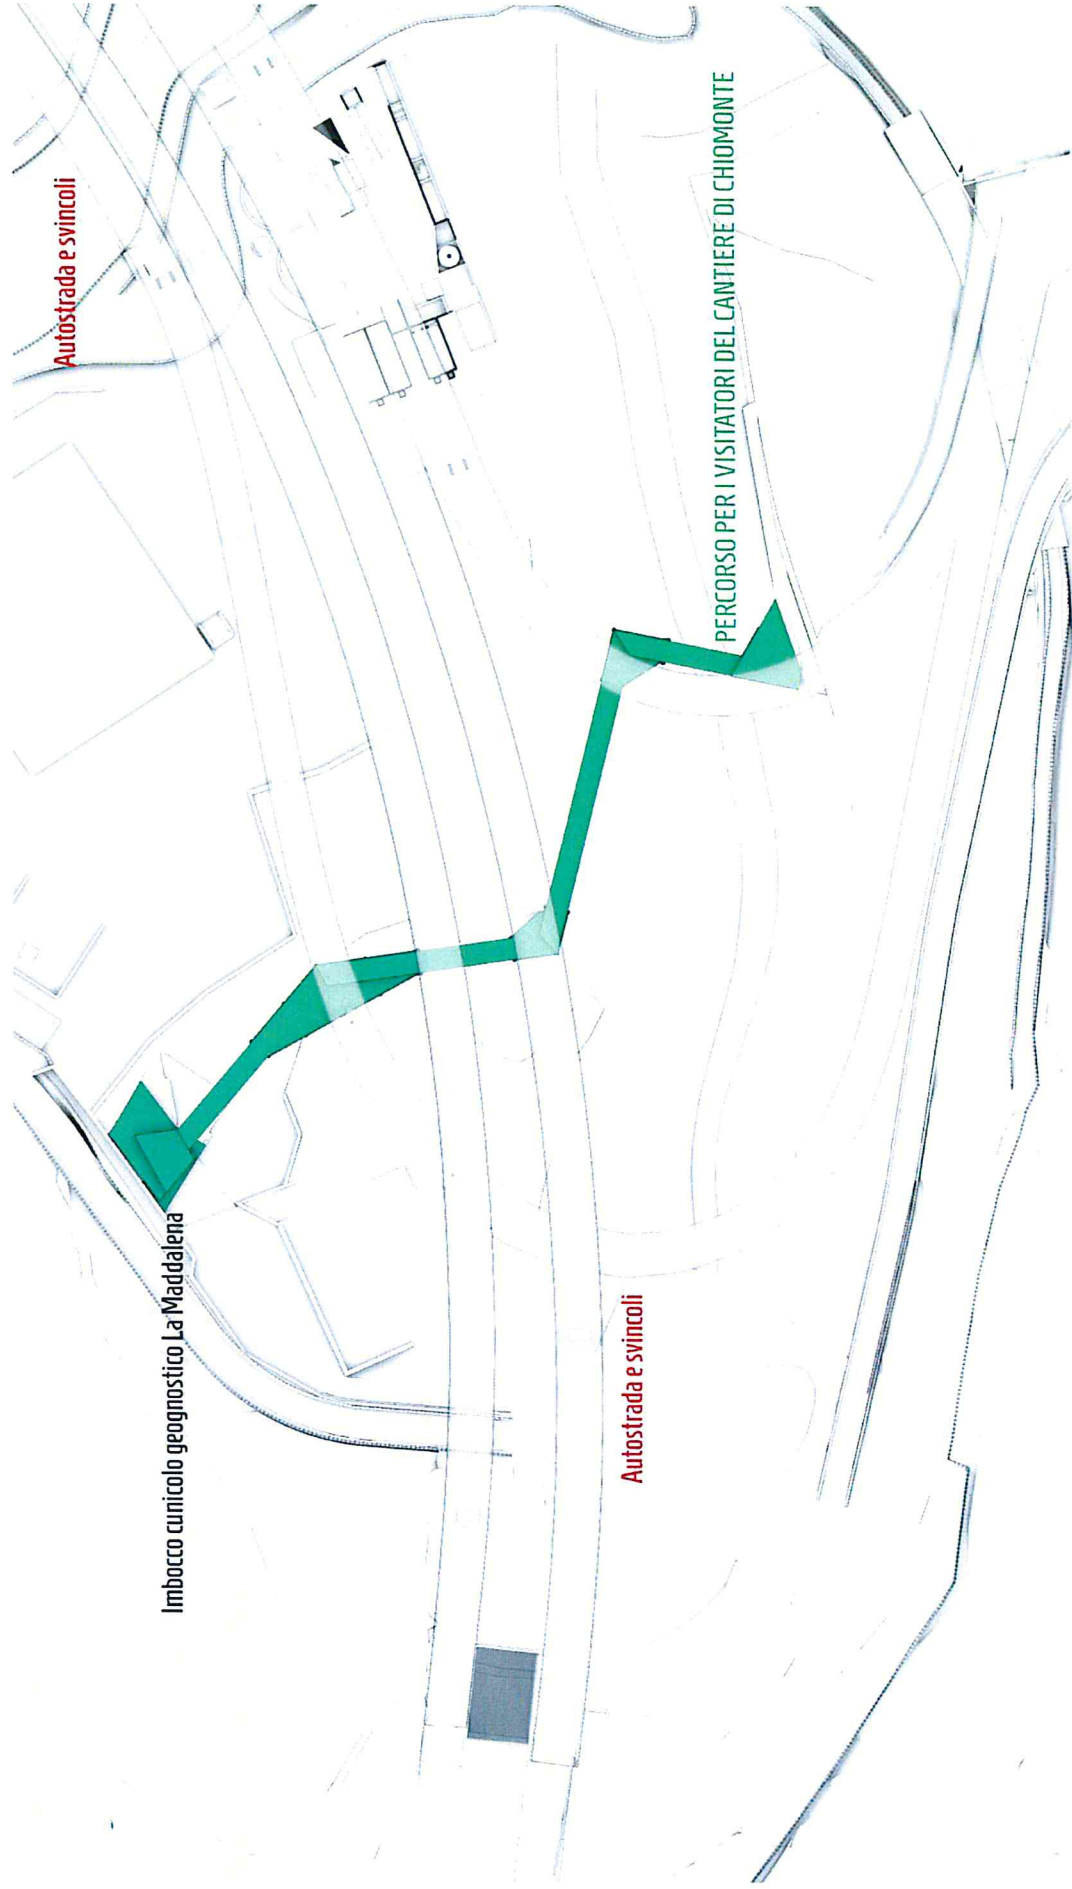 Autostrada e svincoli
PERCORSO PER I VISITATORI DEL CANTIERE DI CHIOMONTE
Imbocco cunicolo geognostico La Maddalena
Autostrada e svincoli